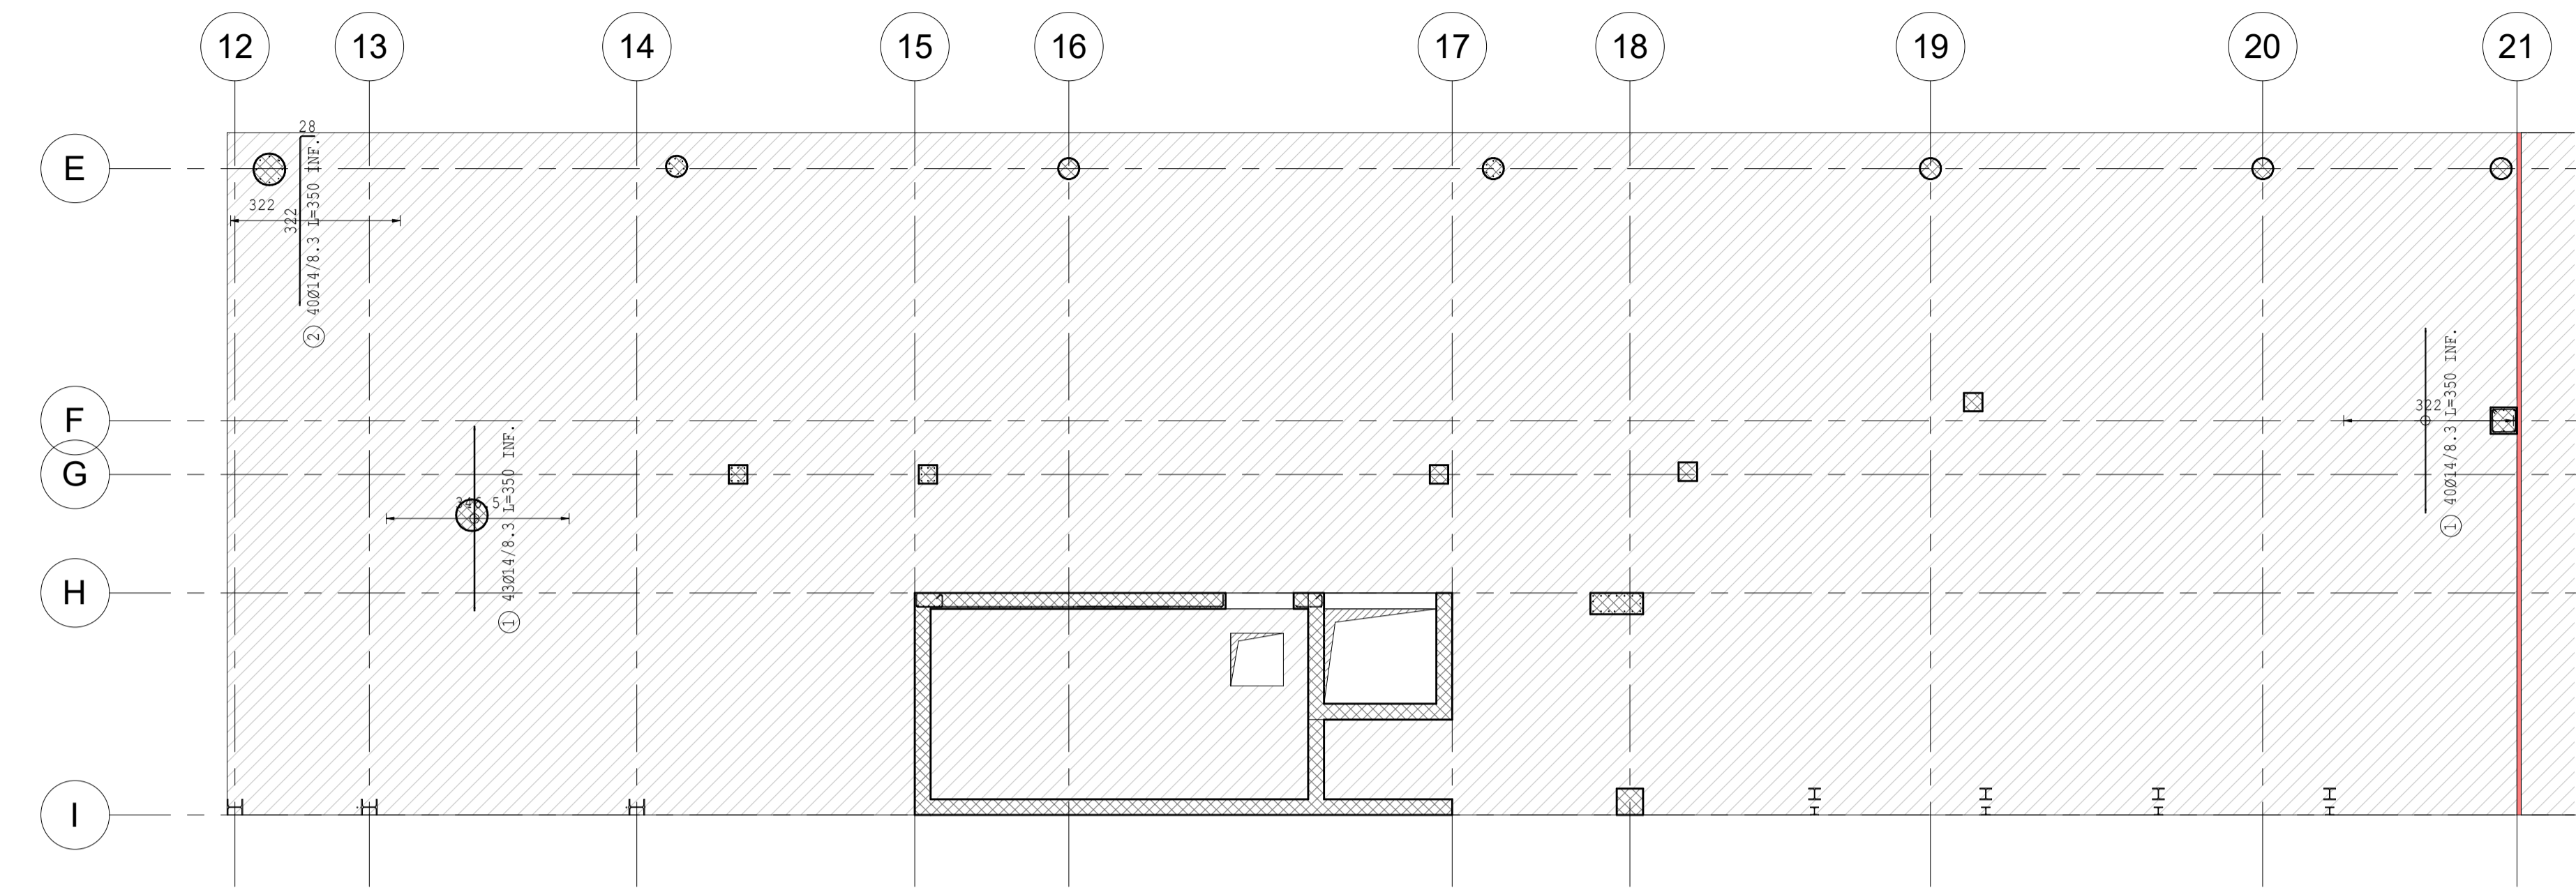 12 13 14 15 16 17 18 19 20 21
E
28
322
322
② 40Ø14/8.3 L=350 INF.
F
322
① 40Ø14/8.3 L=350 INF.
G
346.5
① 43Ø14/8.3 L=350 INF.
H
I